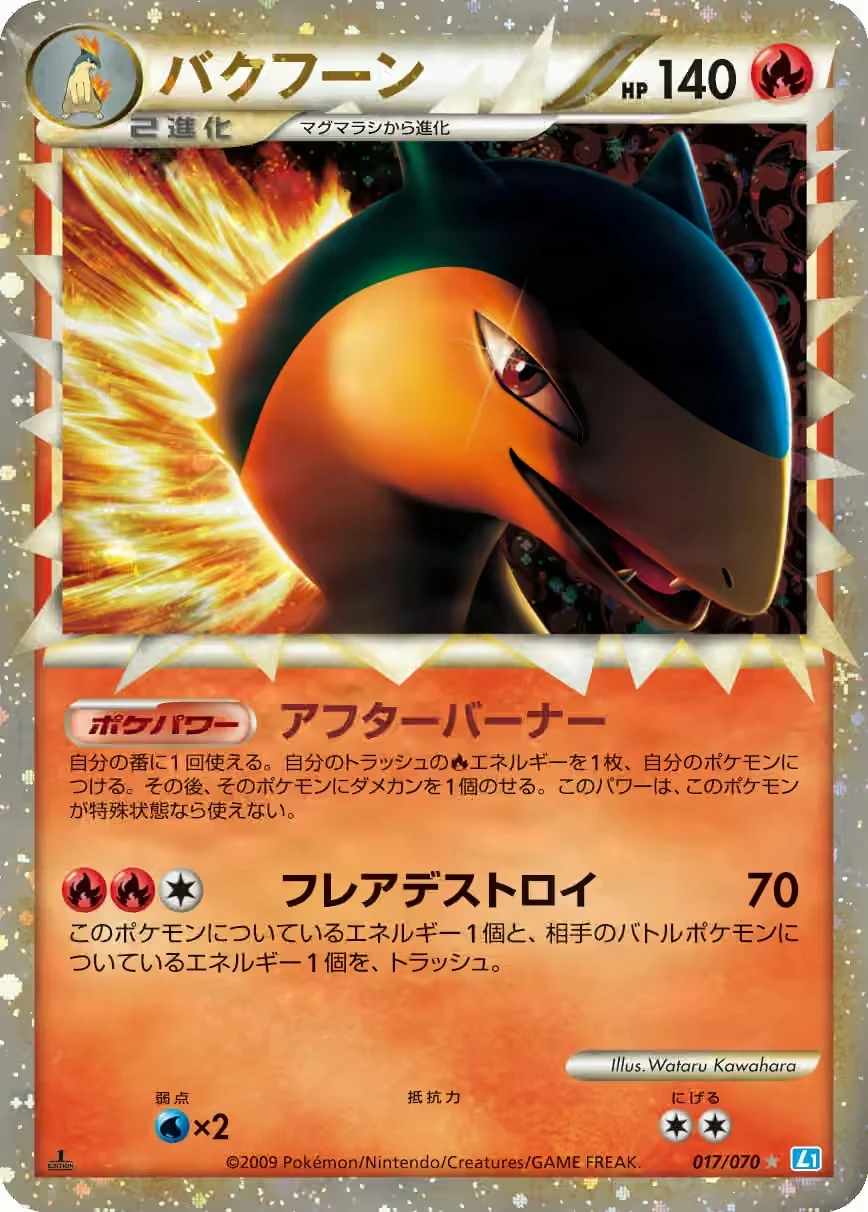 バクフーン
HP 140
2進化
マグマラシから進化
ポケパワー アフターバーナー
自分の番に1回使える。自分のトラッシュの エネルギーを1枚、自分のポケモンに
つける。その後、そのポケモンにダメカンを1個のせる。このパワーは、このポケモン
が特殊状態なら使えない。
フレアデストロイ 70
このポケモンについているエネルギー1個と、相手のバトルポケモンに
ついているエネルギー1個を、トラッシュ。
Illus. Wataru Kawahara
弱点 抵抗力 にげる
×2
1 EDITION
©2009 Pokémon/Nintendo/Creatures/GAME FREAK.
017/070 ★ L1